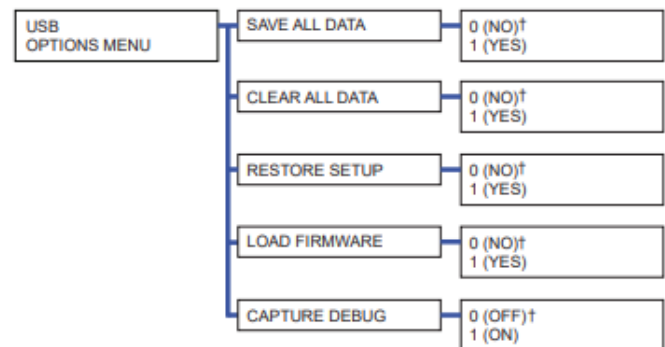 USB
OPTIONS MENU
SAVE ALL DATA
0 (NO)†
1 (YES)
CLEAR ALL DATA
0 (NO)†
1 (YES)
RESTORE SETUP
0 (NO)†
1 (YES)
LOAD FIRMWARE
0 (NO)†
1 (YES)
CAPTURE DEBUG
0 (OFF)†
1 (ON)